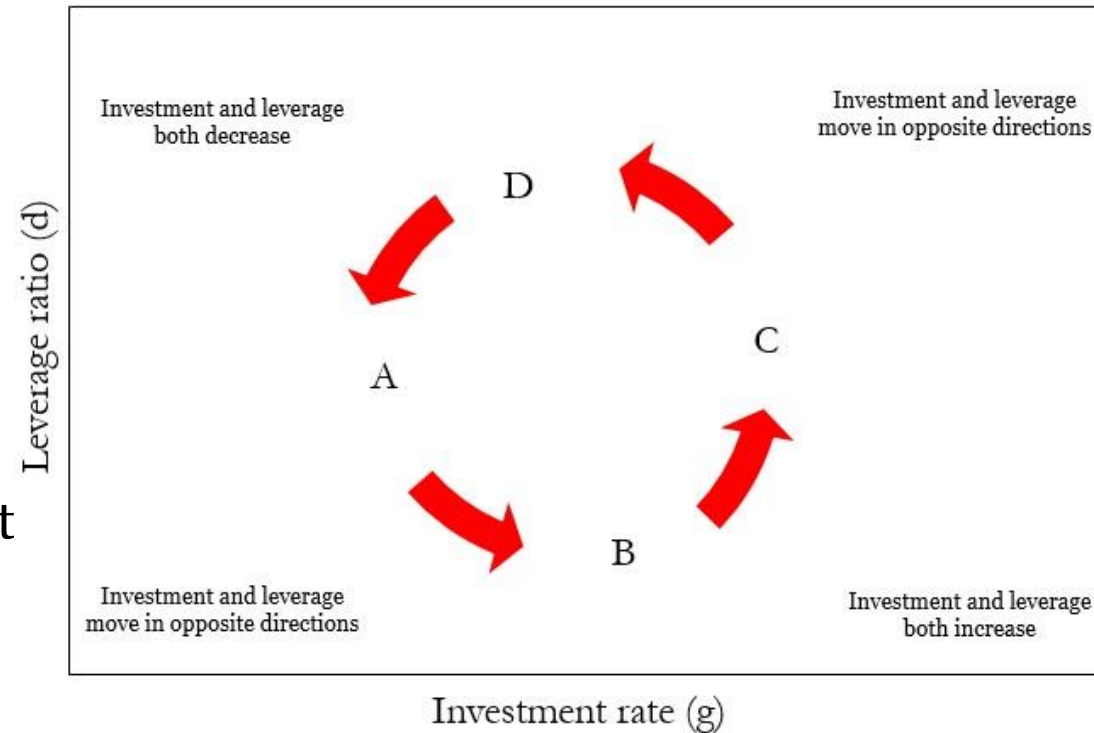 Investment and leverage
both decrease
Investment and leverage
move in opposite directions
D
C
A
B
Leverage ratio (d)
t
Investment and leverage
move in opposite directions
Investment and leverage
both increase
Investment rate (g)